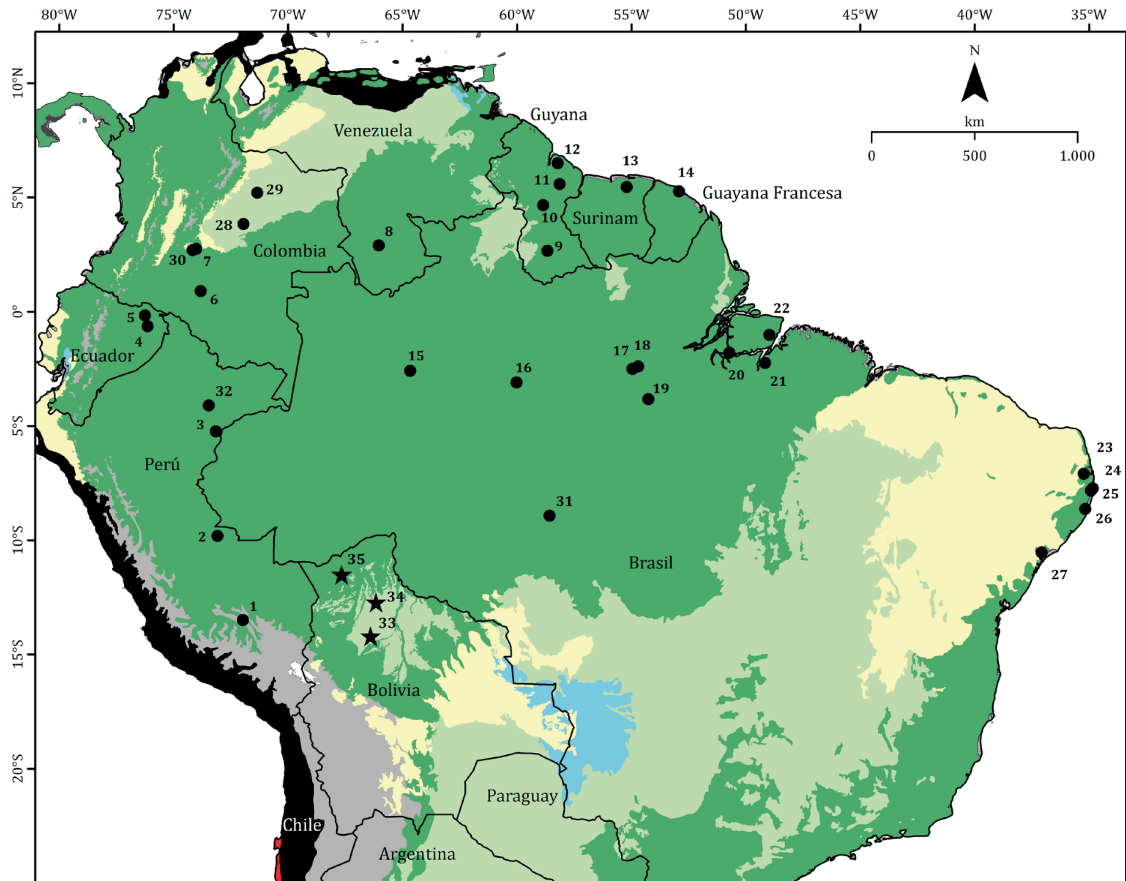 80°W 75°W 70°W 65°W 60°W 55°W 50°W 45°W 40°W 35°W
N
10°N
km
Guyana
Venezuela
0 500 1.000
12
13
14
11
29
5°N
Guayana Francesa
10
Surinam
28
8
Colombia
9
30 7
6
22
0°
5
4
18
17
Ecuador
15
16
20
21
32
19
3
5°S
23
Perú
24
25
31
26
2
10°S
35
Brasil
27
34
1
33
15°S
Bolivia
20°S
Paraguay
Chile
Argentina